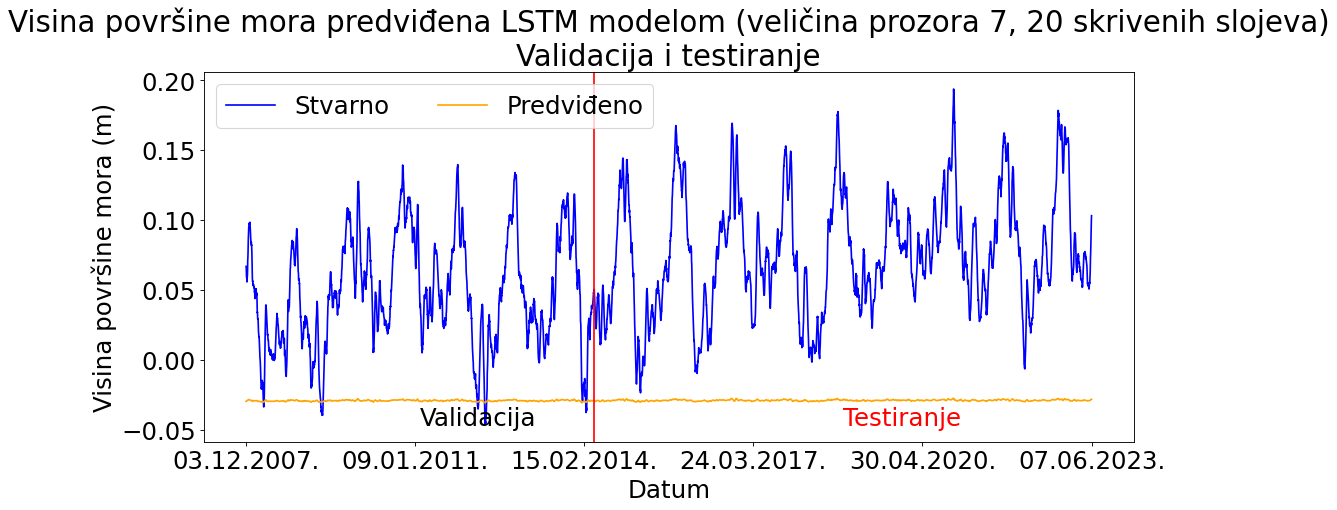 Visina površine mora predviđena LSTM modelom (veličina prozora 7, 20 skrivenih slojeva)
Validacija i testiranje
Stvarno
Predviđeno
Visina površine mora (m)
0.20
0.15
0.10
0.05
0.00
−0.05
Validacija
Testiranje
03.12.2007.
09.01.2011.
15.02.2014.
24.03.2017.
30.04.2020.
07.06.2023.
Datum